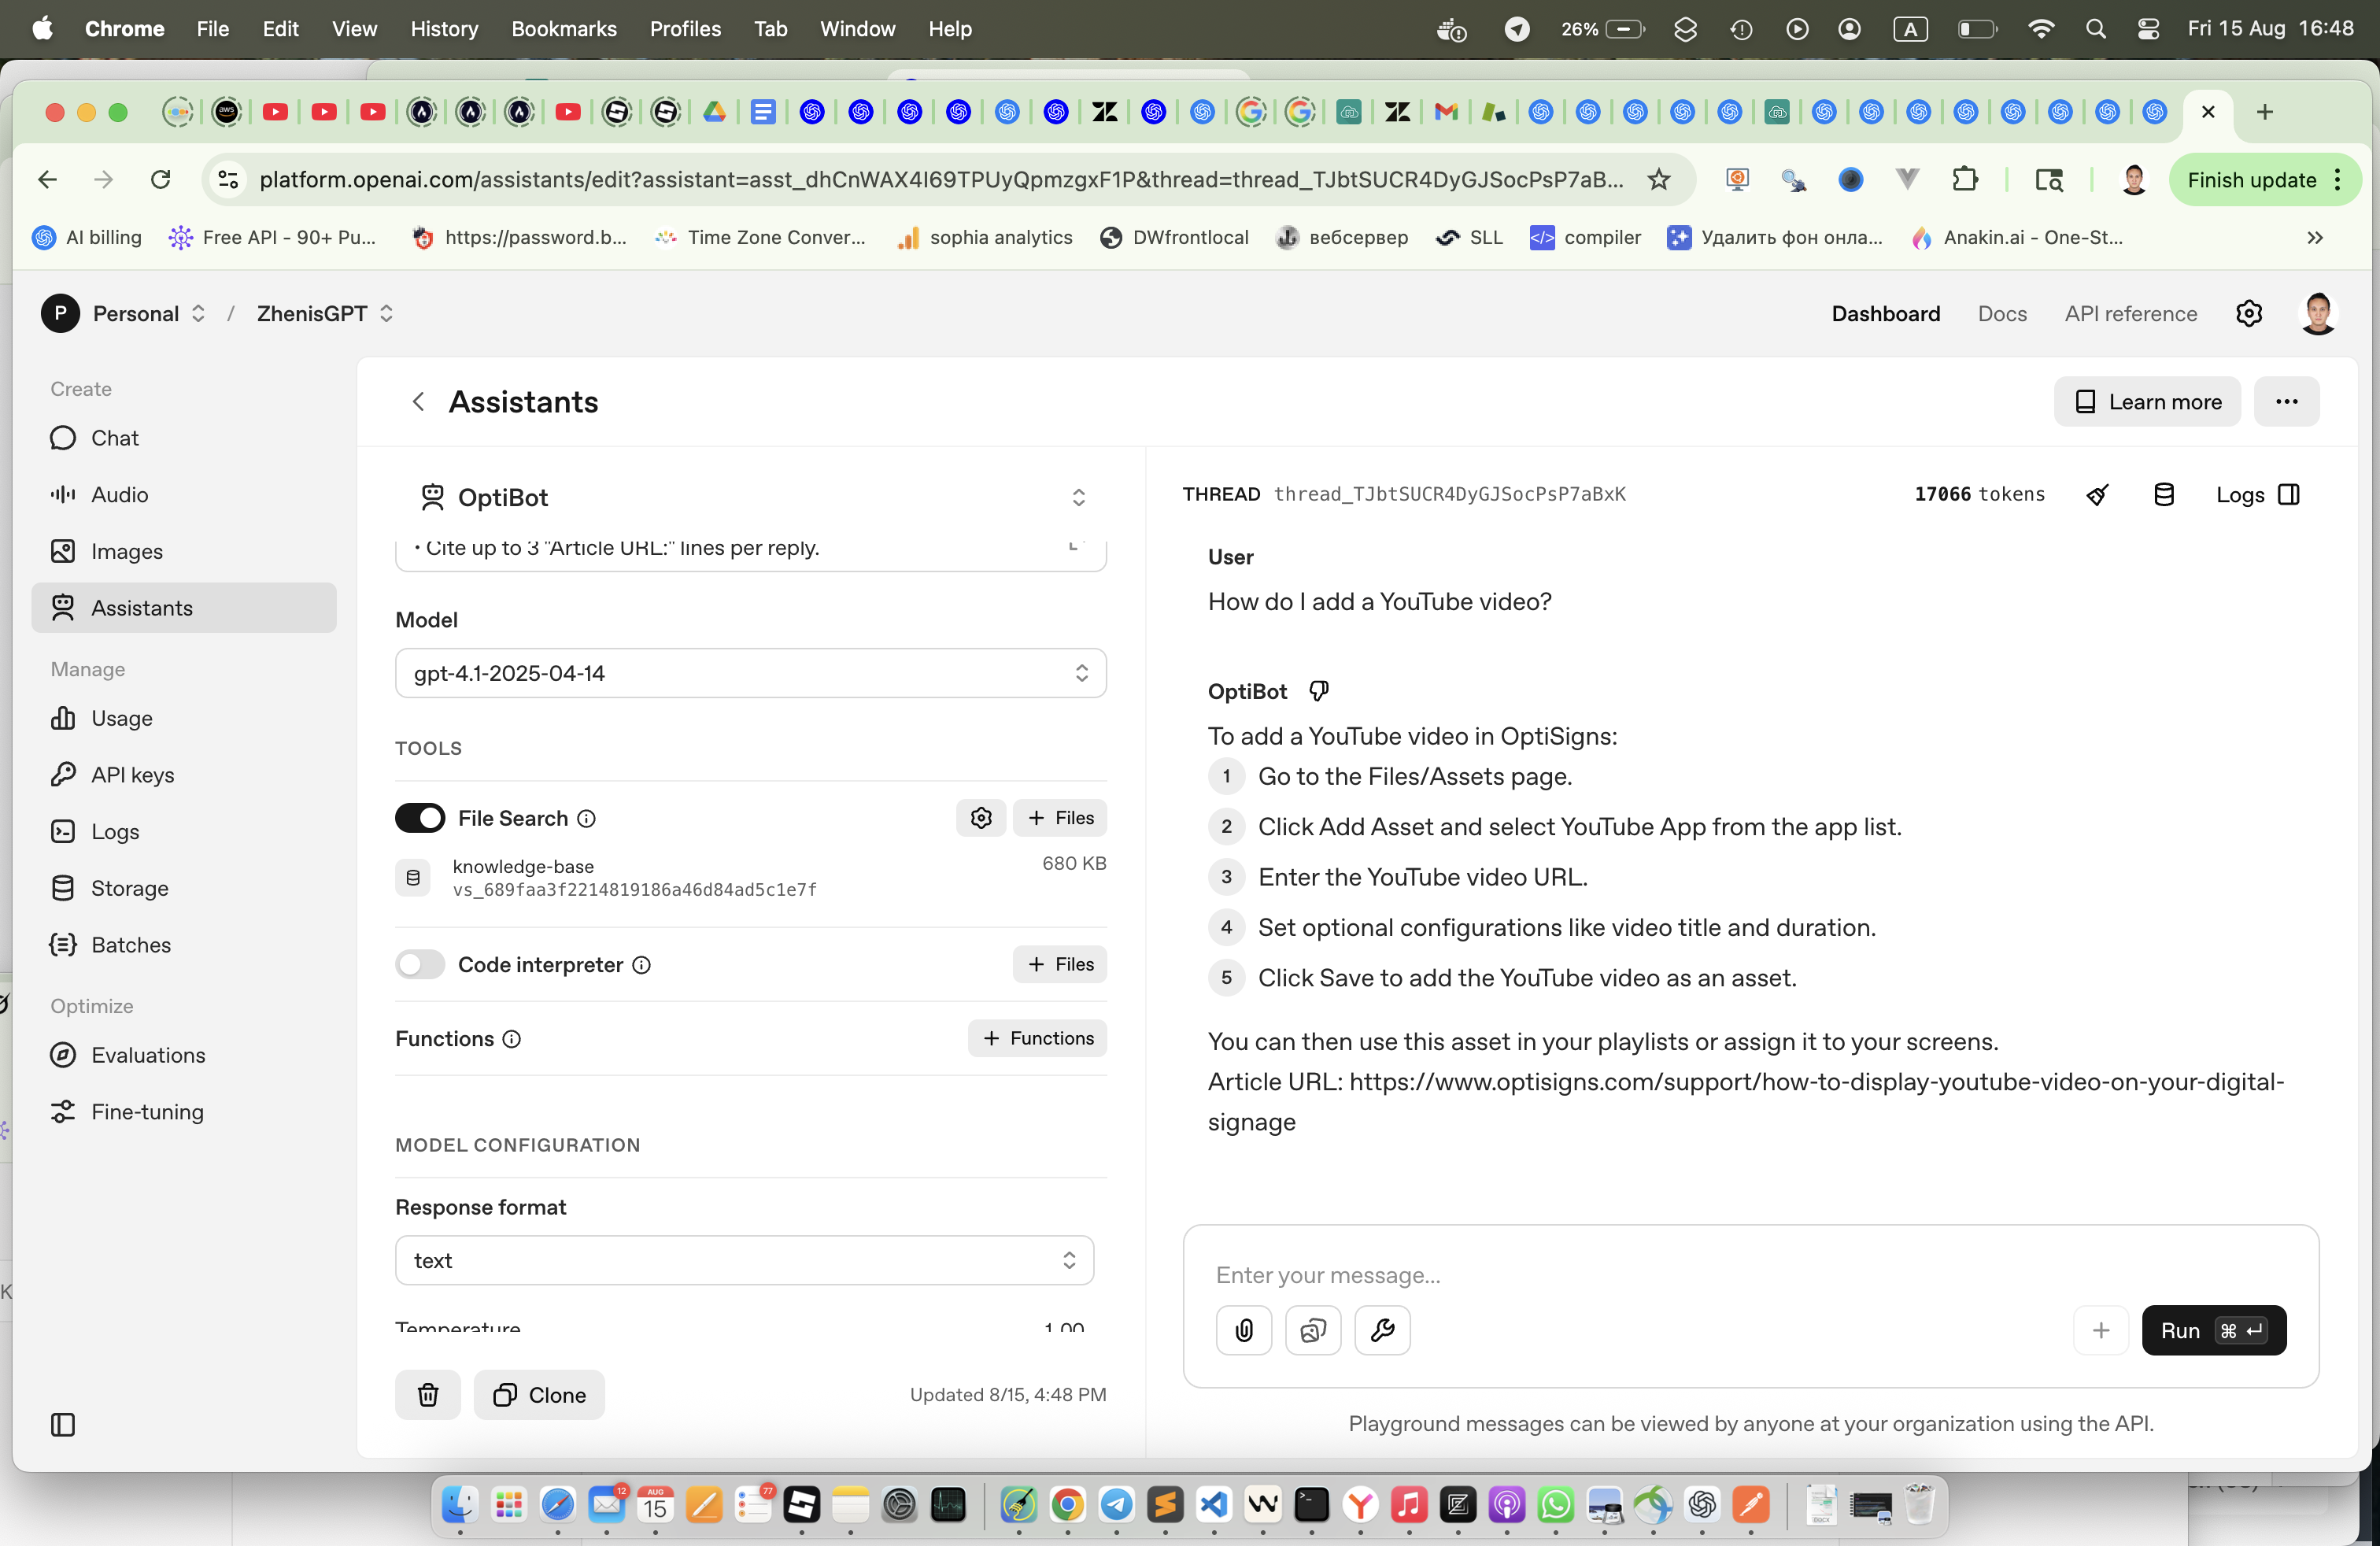 Chrome File Edit View History Bookmarks Profiles Tab Window Help 26% A Fri 15 Aug 16:48
aws
platform.openai.com/assistants/edit?assistant=asst_dhCnWAX4I69TPUyQpmzgxF1P&thread=thread_TJbtSUCR4DyGJSocPsP7aB... Finish update
AI billing Free API - 90+ Pu... https://password.b... Time Zone Conver... sophia analytics DWfrontlocal вебсервер SLL compiler Удалить фон онла... Anakin.ai - One-St...
P Personal / ZhenisGPT Dashboard Docs API reference
Create
Chat
Audio
Images
Assistants
Manage
Usage
API keys
Logs
Storage
Batches
Optimize
Evaluations
Fine-tuning
Assistants Learn more
OptiBot
• Cite up to 3 "Article URL:" lines per reply.
Model
gpt-4.1-2025-04-14
TOOLS
File Search + Files
knowledge-base 680 KB
vs_689faa3f2214819186a46d84ad5c1e7f
Code interpreter + Files
Functions + Functions
MODEL CONFIGURATION
Response format
text
Temperature 1.00
Clone Updated 8/15, 4:48 PM
THREAD thread_TJbtSUCR4DyGJSocPsP7aBxK 17066 tokens Logs
User
How do I add a YouTube video?
OptiBot
To add a YouTube video in OptiSigns:
1 Go to the Files/Assets page.
2 Click Add Asset and select YouTube App from the app list.
3 Enter the YouTube video URL.
4 Set optional configurations like video title and duration.
5 Click Save to add the YouTube video as an asset.
You can then use this asset in your playlists or assign it to your screens.
Article URL: https://www.optisigns.com/support/how-to-display-youtube-video-on-your-digital-
signage
Enter your message...
Run ⌘ ↵
Playground messages can be viewed by anyone at your organization using the API.
12 AUG 15 77 DOCX